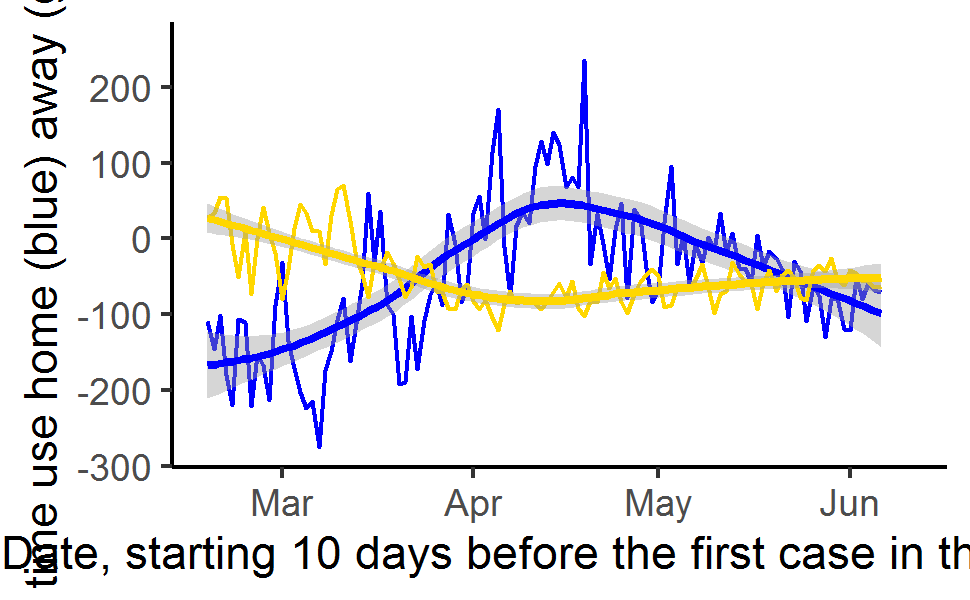 time use home (blue) away (g
200
100
0
-100
-200
-300
Mar Apr May Jun
Date, starting 10 days before the first case in th